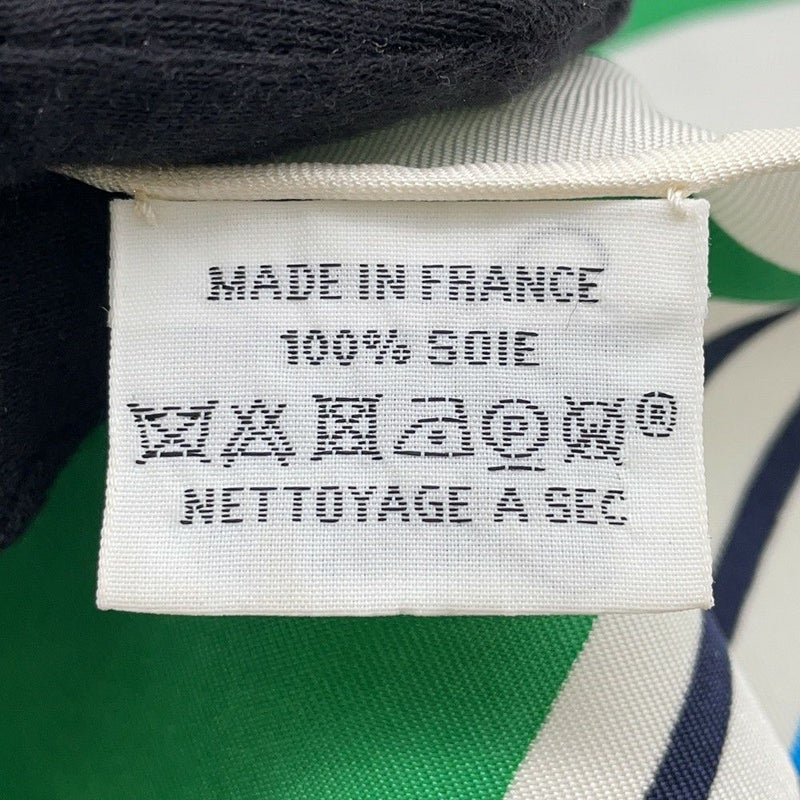 MADE IN FRANCE
100% SOIE
P ®
NETTOYAGE A SEC